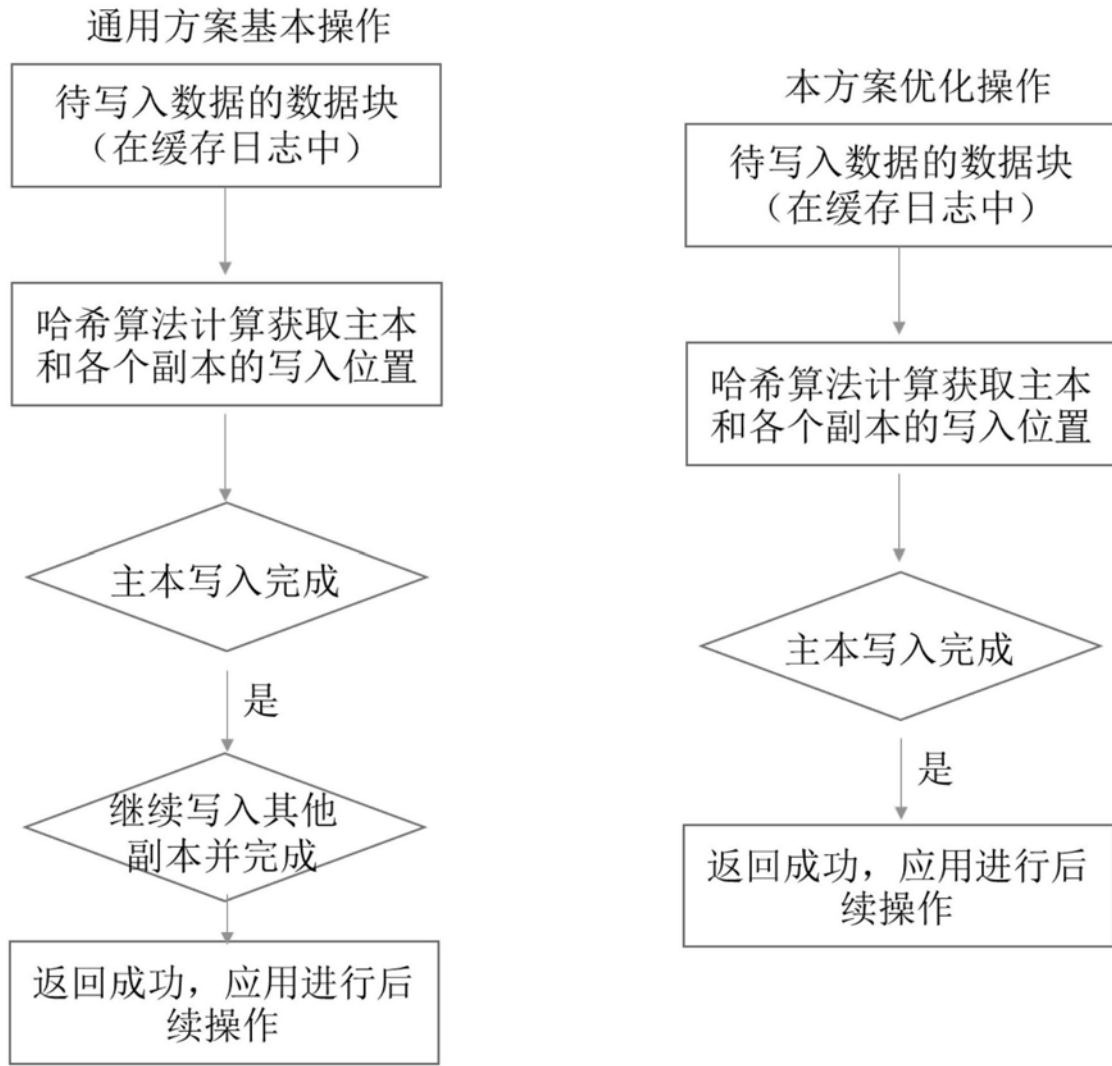 通用方案基本操作
待写入数据的数据块
（在缓存日志中）
哈希算法计算获取主本
和各个副本的写入位置
主本写入完成
是
继续写入其他
副本并完成
返回成功，应用进行后
续操作
本方案优化操作
待写入数据的数据块
（在缓存日志中）
哈希算法计算获取主本
和各个副本的写入位置
主本写入完成
是
返回成功，应用进行后
续操作